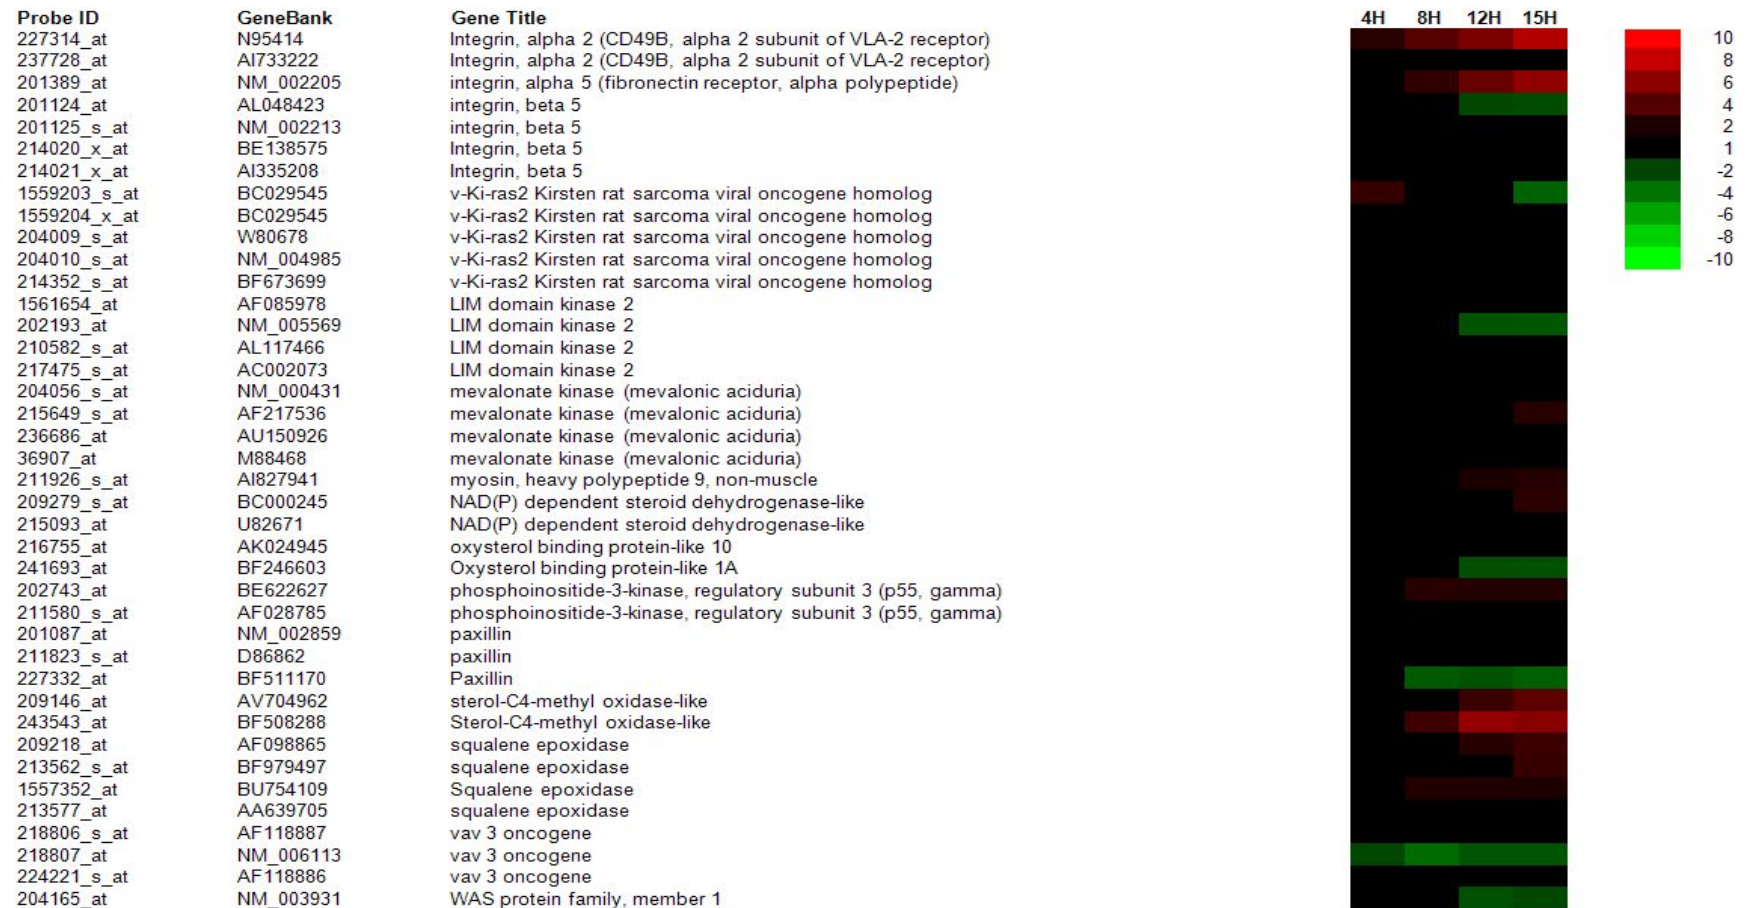 Probe ID GeneBank Gene Title 4H 8H 12H 15H
227314_at N95414 Integrin, alpha 2 (CD49B, alpha 2 subunit of VLA-2 receptor) 10
237728_at AI733222 Integrin, alpha 2 (CD49B, alpha 2 subunit of VLA-2 receptor) 8
201389_at NM_002205 integrin, alpha 5 (fibronectin receptor, alpha polypeptide) 6
201124_at AL048423 integrin, beta 5 4
201125_s_at NM_002213 integrin, beta 5 2
214020_x_at BE138575 Integrin, beta 5 1
214021_x_at AI335208 Integrin, beta 5 -2
1559203_s_at BC029545 v-Ki-ras2 Kirsten rat sarcoma viral oncogene homolog -4
1559204_x_at BC029545 v-Ki-ras2 Kirsten rat sarcoma viral oncogene homolog -6
204009_s_at W80678 v-Ki-ras2 Kirsten rat sarcoma viral oncogene homolog -8
204010_s_at NM_004985 v-Ki-ras2 Kirsten rat sarcoma viral oncogene homolog -10
214352_s_at BF673699 v-Ki-ras2 Kirsten rat sarcoma viral oncogene homolog
1561654_at AF085978 LIM domain kinase 2
202193_at NM_005569 LIM domain kinase 2
210582_s_at AL117466 LIM domain kinase 2
217475_s_at AC002073 LIM domain kinase 2
204056_s_at NM_000431 mevalonate kinase (mevalonic aciduria)
215649_s_at AF217536 mevalonate kinase (mevalonic aciduria)
236686_at AU150926 mevalonate kinase (mevalonic aciduria)
36907_at M88468 mevalonate kinase (mevalonic aciduria)
211926_s_at AI827941 myosin, heavy polypeptide 9, non-muscle
209279_s_at BC000245 NAD(P) dependent steroid dehydrogenase-like
215093_at U82671 NAD(P) dependent steroid dehydrogenase-like
216755_at AK024945 oxysterol binding protein-like 10
241693_at BF246603 Oxysterol binding protein-like 1A
202743_at BE622627 phosphoinositide-3-kinase, regulatory subunit 3 (p55, gamma)
211580_s_at AF028785 phosphoinositide-3-kinase, regulatory subunit 3 (p55, gamma)
201087_at NM_002859 paxillin
211823_s_at D86862 paxillin
227332_at BF511170 Paxillin
209146_at AV704962 sterol-C4-methyl oxidase-like
243543_at BF508288 Sterol-C4-methyl oxidase-like
209218_at AF098865 squalene epoxidase
213562_s_at BF979497 squalene epoxidase
1557352_at BU754109 Squalene epoxidase
213577_at AA639705 squalene epoxidase
218806_s_at AF118887 vav 3 oncogene
218807_at NM_006113 vav 3 oncogene
224221_s_at AF118886 vav 3 oncogene
204165_at NM_003931 WAS protein family, member 1